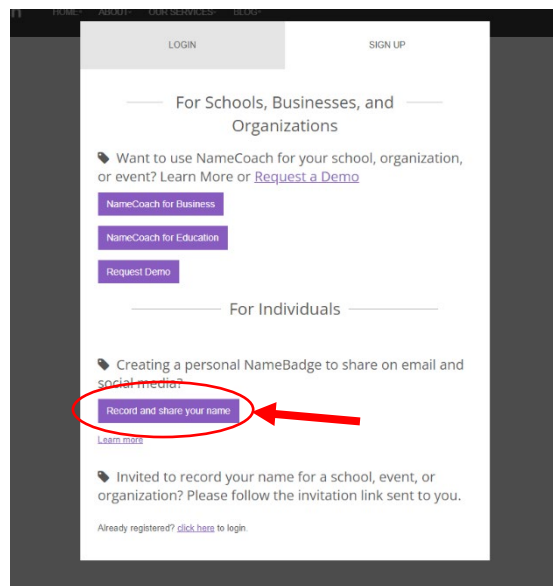 HOME- ABOUT- OUR SERVICES- BLOG-
LOGIN SIGN UP
For Schools, Businesses, and
Organizations
Want to use NameCoach for your school, organization,
or event? Learn More or Request a Demo
NameCoach for Business
NameCoach for Education
Request Demo
For Individuals
Creating a personal NameBadge to share on email and
social media?
Record and share your name
Learn more
Invited to record your name for a school, event, or
organization? Please follow the invitation link sent to you.
Already registered? click here to login.